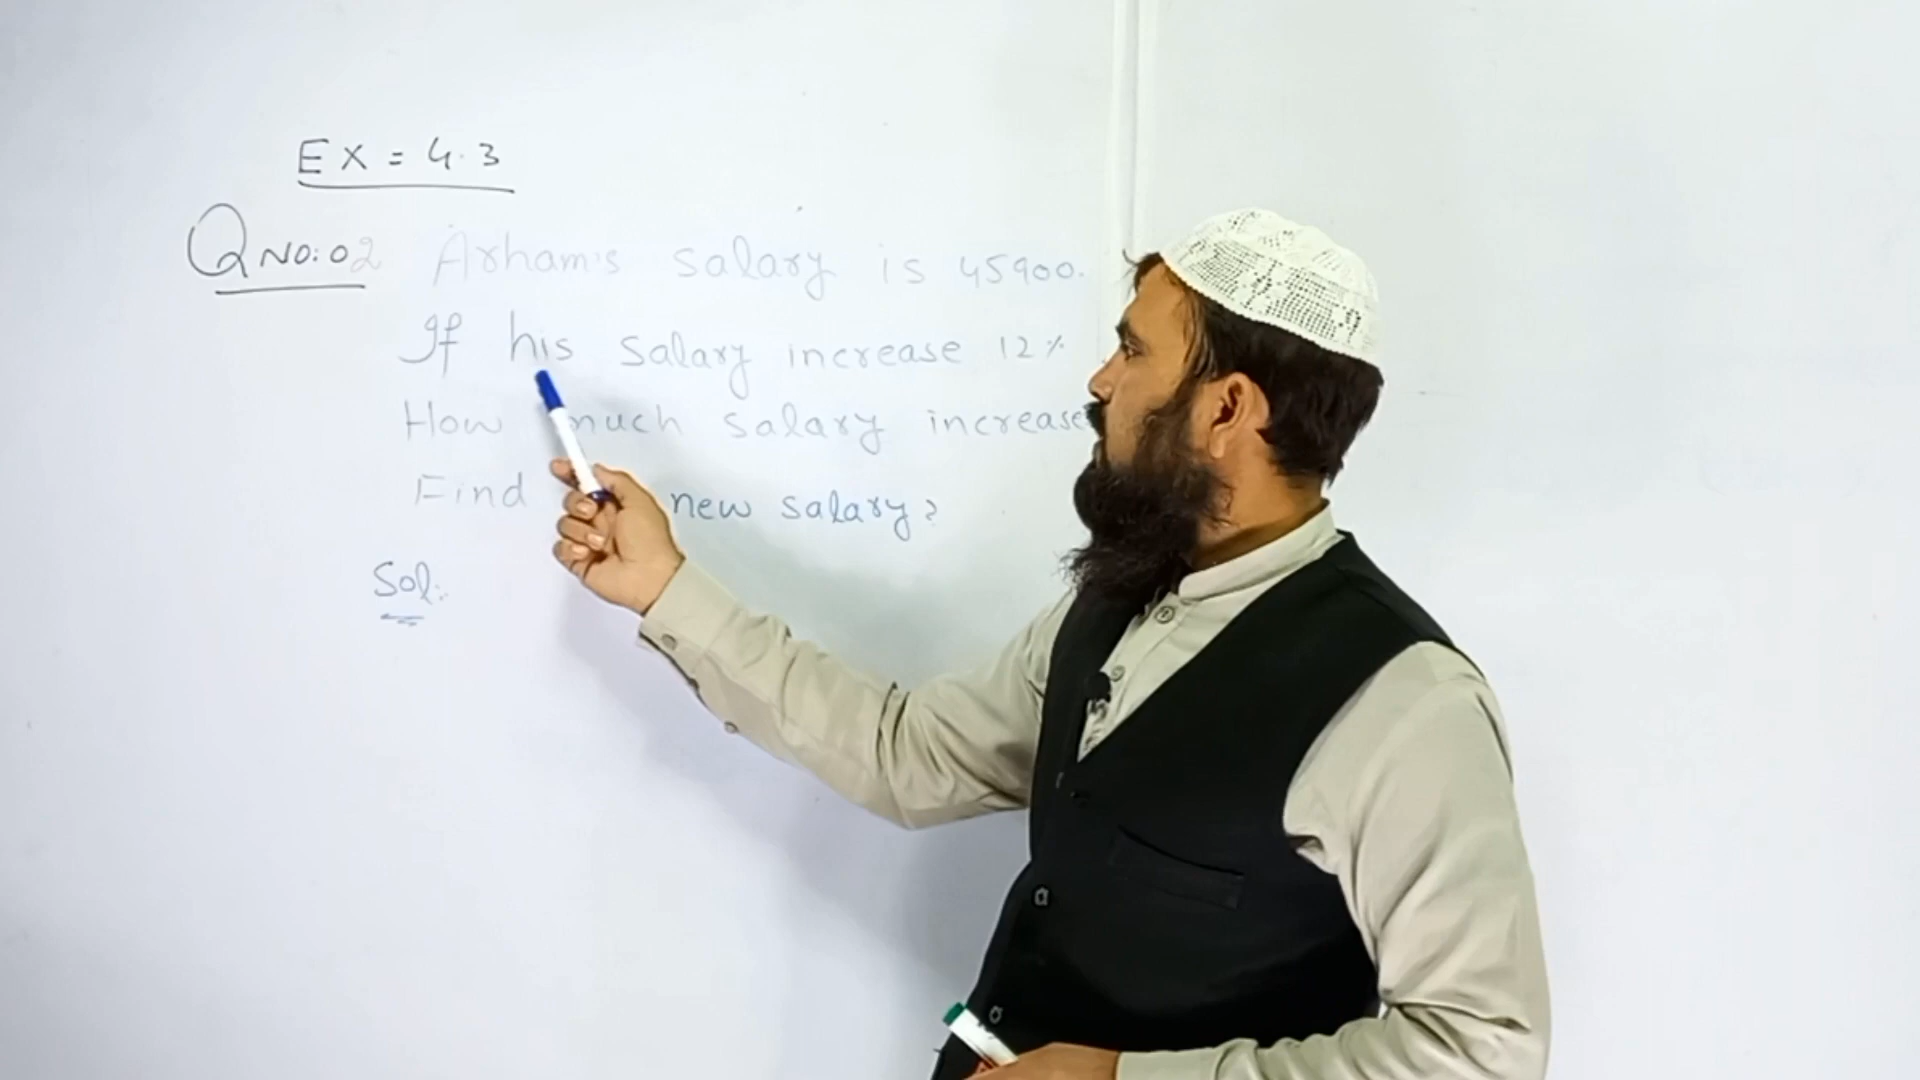 EX = 4.3
Q NO: 02 Arham's salary is 45900.
If his salary increase 12%
How much salary increase
Find new salary?
Sol: